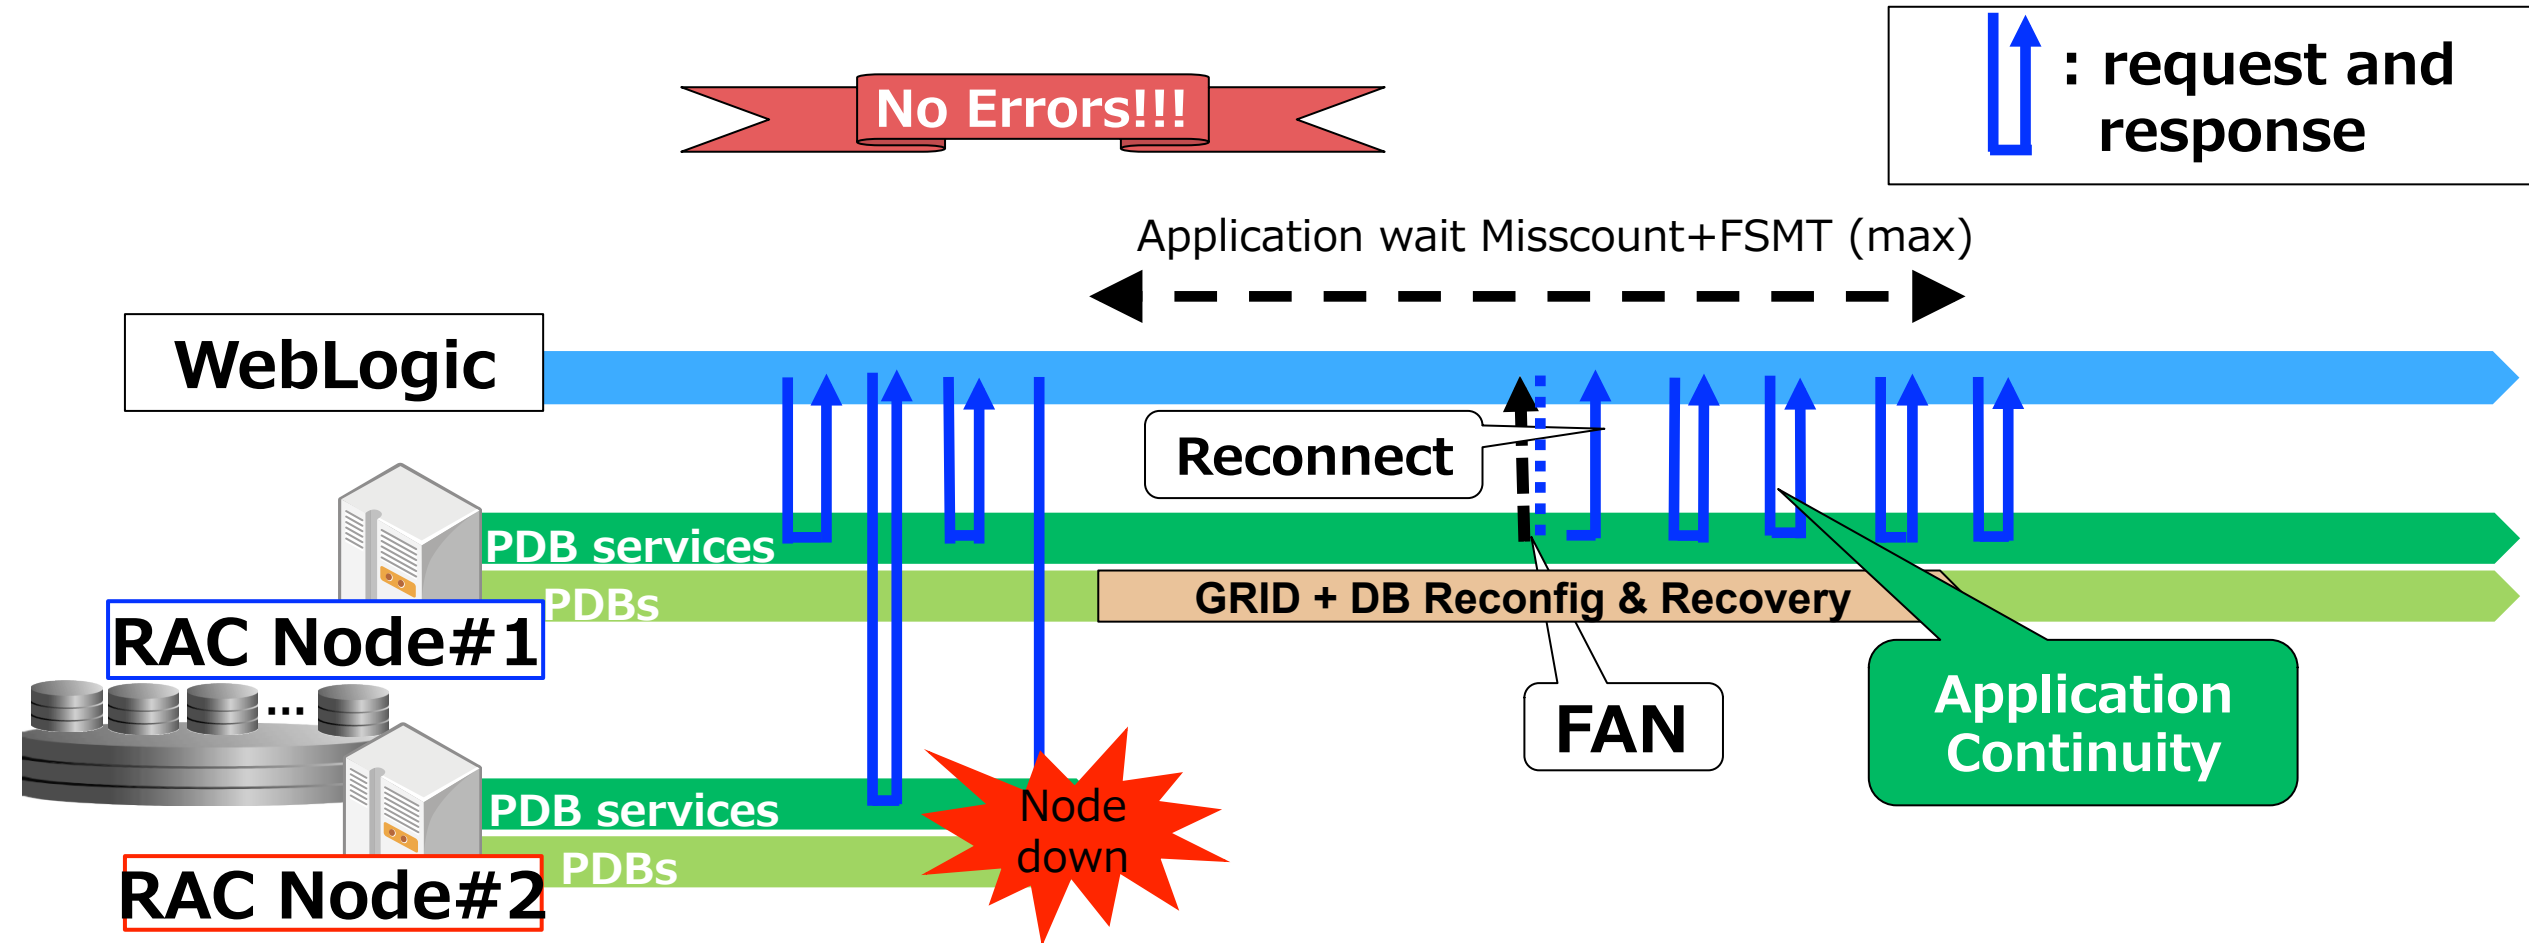 No Errors!!!
: request and
response
Application wait Misscount+FSMT (max)
WebLogic
Reconnect
PDB services
PDBs
GRID + DB Reconfig & Recovery
RAC Node#1
...
FAN
Application
Continuity
PDB services
Node
down
PDBs
RAC Node#2